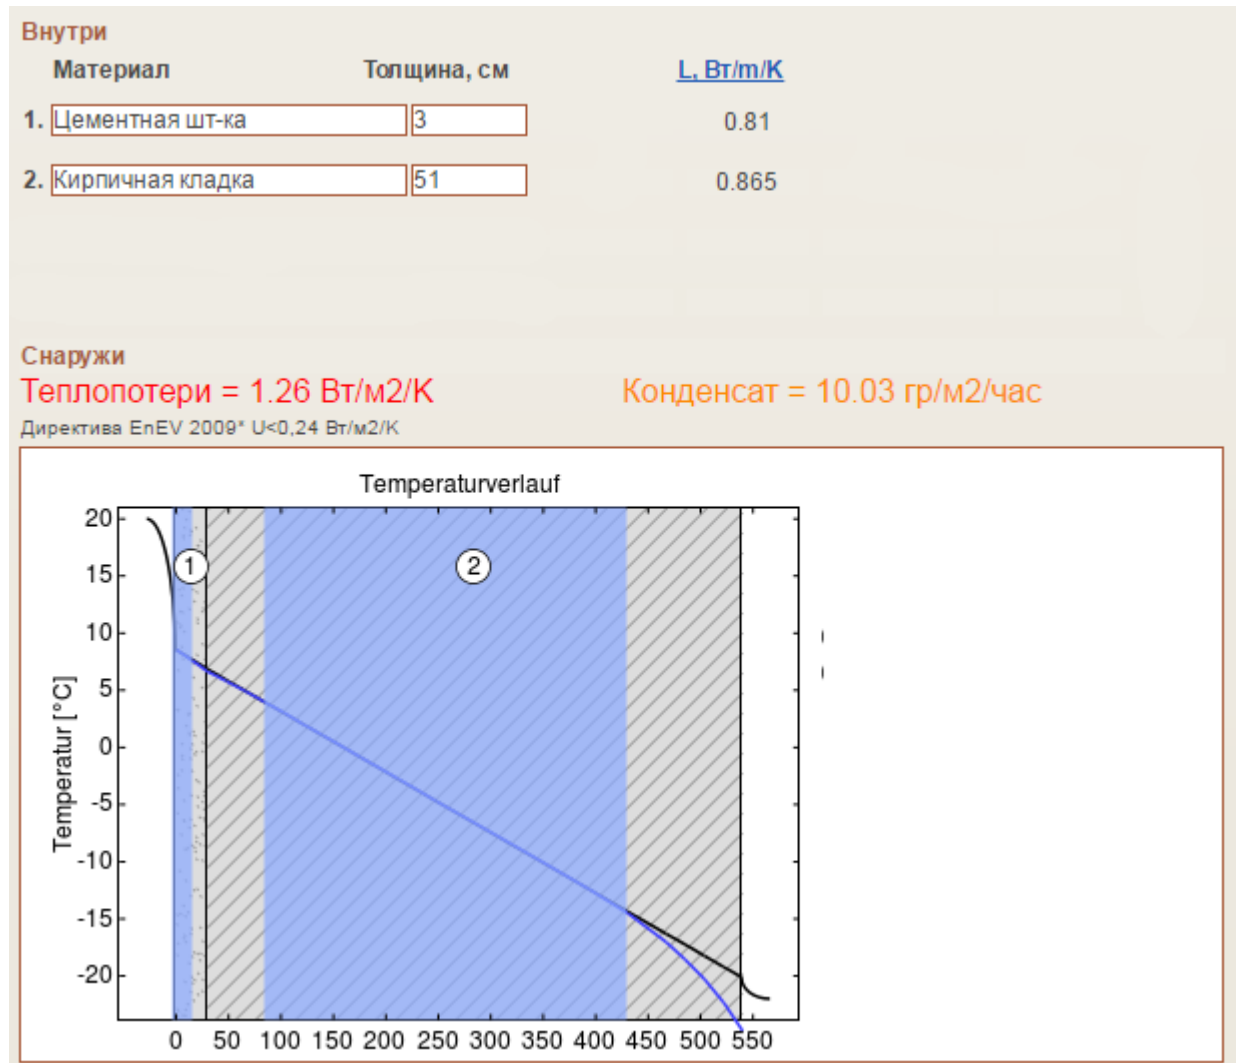 Внутри
Материал Толщина, см L, Вт/m/K
1. Цементная шт-ка 3 0.81
2. Кирпичная кладка 51 0.865
Снаружи
Теплопотери = 1.26 Вт/м2/K Конденсат = 10.03 гр/м2/час
Директива EnEV 2009* U<0,24 Вт/м2/K
Temperaturverlauf
20
15
10
5
0
-5
-10
-15
-20
Temperatur [°C]
1
2
0 50 100 150 200 250 300 350 400 450 500 550